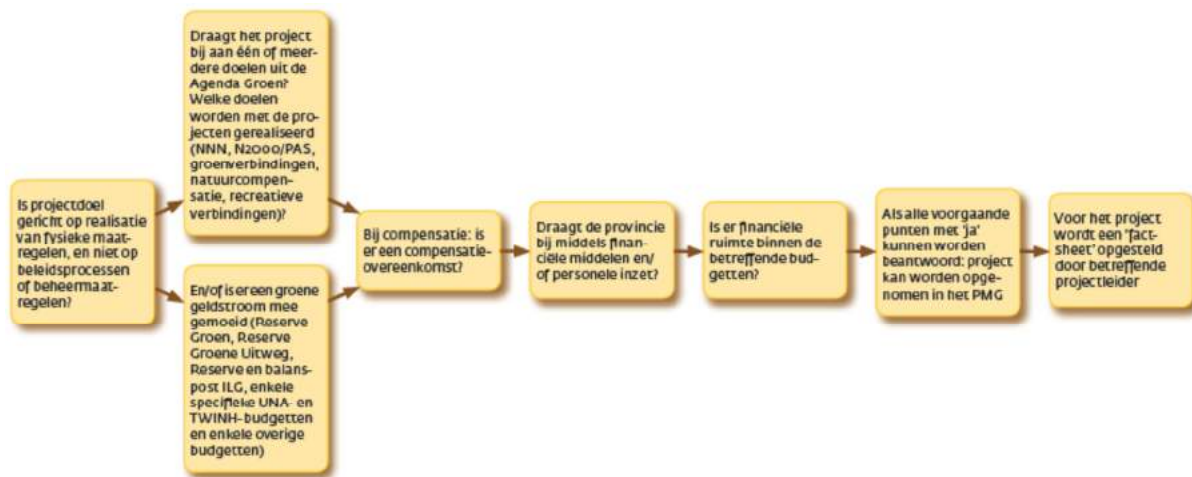 Is projectdoel
gericht op realisatie
van fysieke maat-
regelen, en niet op
beleidsprocessen
of beheermaat-
regelen?
Draagt het project
bij aan één of meer-
dere doelen uit de
Agenda Groen?
Welke doelen
worden met de pro-
jecten gerealiseerd
(NNN, N2000/PAS,
groenverbindingen,
natuurcompen-
satie, recreatieve
verbindingen)?
En/of is er een groene
geldstroom mee
gemoeid (Reserve
Groen, Reserve
Groene Uitweg,
Reserve en balans-
post ILG, enkele
specifieke UNA- en
TWINH-budgetten
en enkele overige
budgetten)
Bij compensatie: is
er een compensatie-
overeenkomst?
Draagt de provincie
bij middels finan-
ciële middelen en/
of personele inzet?
Is er financiële
ruimte binnen de
betreffende bud-
getten?
Als alle voorgaande
punten met 'ja'
kunnen worden
beantwoord: project
kan worden opge-
nomen in het PMG
Voor het project
wordt een 'fact-
sheet' opgesteld
door betreffende
projectleider